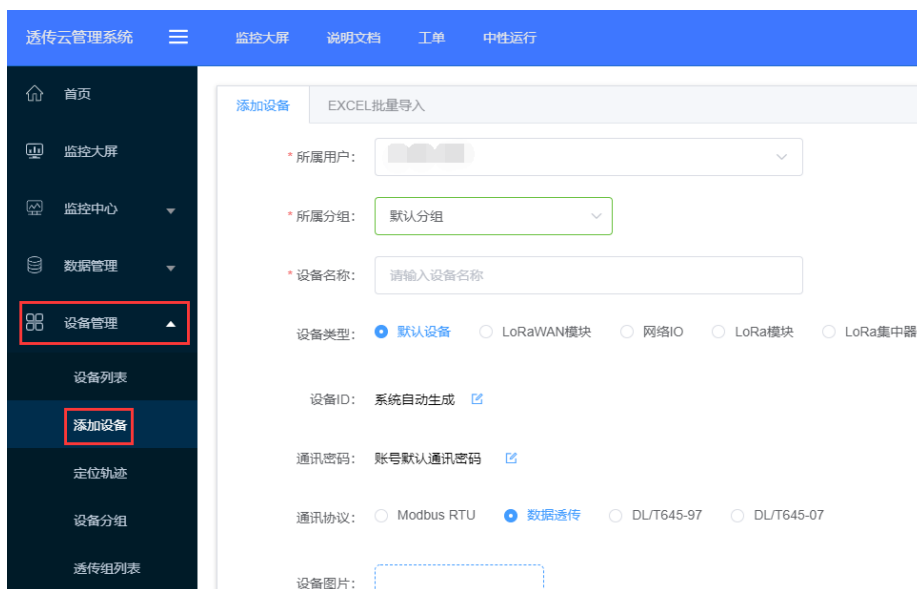 透传云管理系统 监控大屏 说明文档 工单 中性运行
首页
监控大屏
监控中心
数据管理
设备管理
设备列表
添加设备
定位轨迹
设备分组
透传组列表
添加设备 EXCEL批量导入
* 所属用户:
* 所属分组: 默认分组
* 设备名称: 请输入设备名称
设备类型: 默认设备 LoRaWAN模块 网络IO LoRa模块 LoRa集中器
设备ID: 系统自动生成
通讯密码: 账号默认通讯密码
通讯协议: Modbus RTU 数据透传 DL/T645-97 DL/T645-07
设备图片: